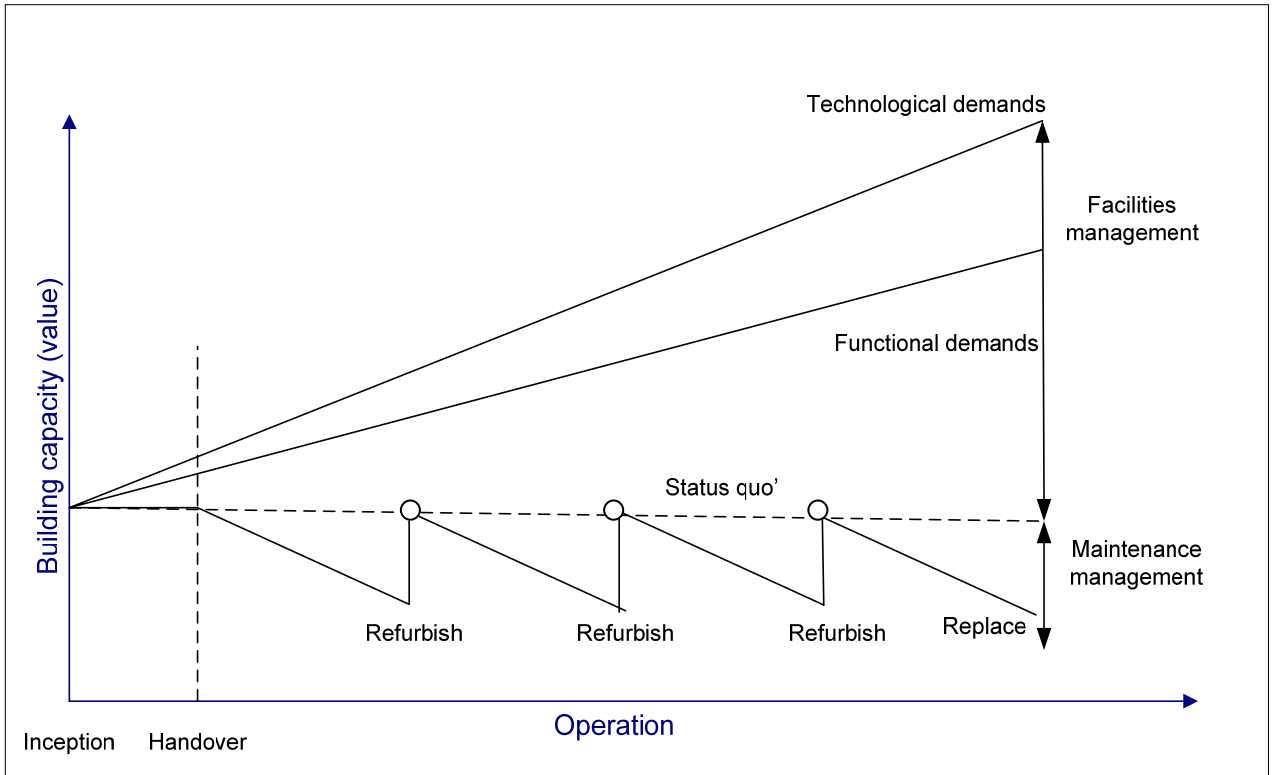 Technological demands
Facilities
management
Functional demands
Building capacity (value)
Status quo’
Maintenance
management
Refurbish
Refurbish
Refurbish
Replace
Operation
Inception
Handover